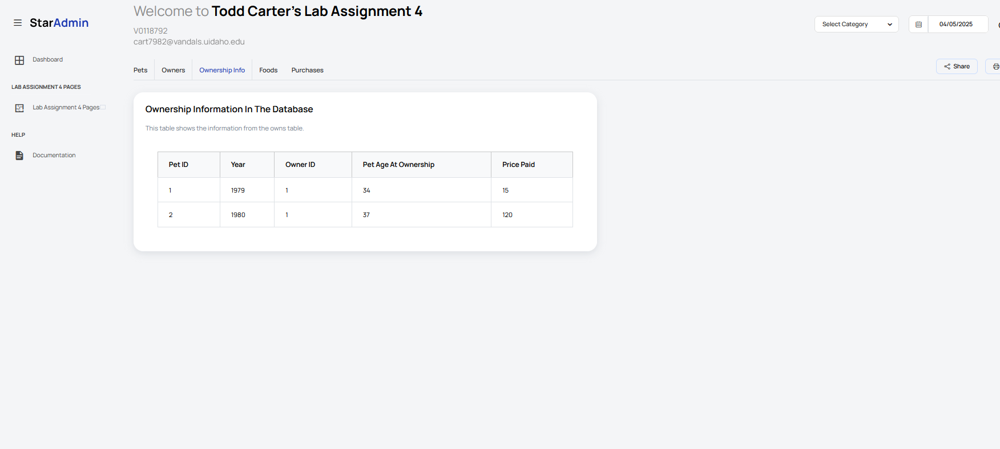 Welcome to Todd Carter's Lab Assignment 4
StarAdmin
V0118792
cart7982@vandals.uidaho.edu
Select Category
04/05/2025
Dashboard
LAB ASSIGNMENT 4 PAGES
Lab Assignment 4 Pages
HELP
Documentation
Pets Owners Ownership Info Foods Purchases
Share
Ownership Information In The Database
This table shows the information from the owns table.
Pet ID Year Owner ID Pet Age At Ownership Price Paid
1 1979 1 34 15
2 1980 1 37 120